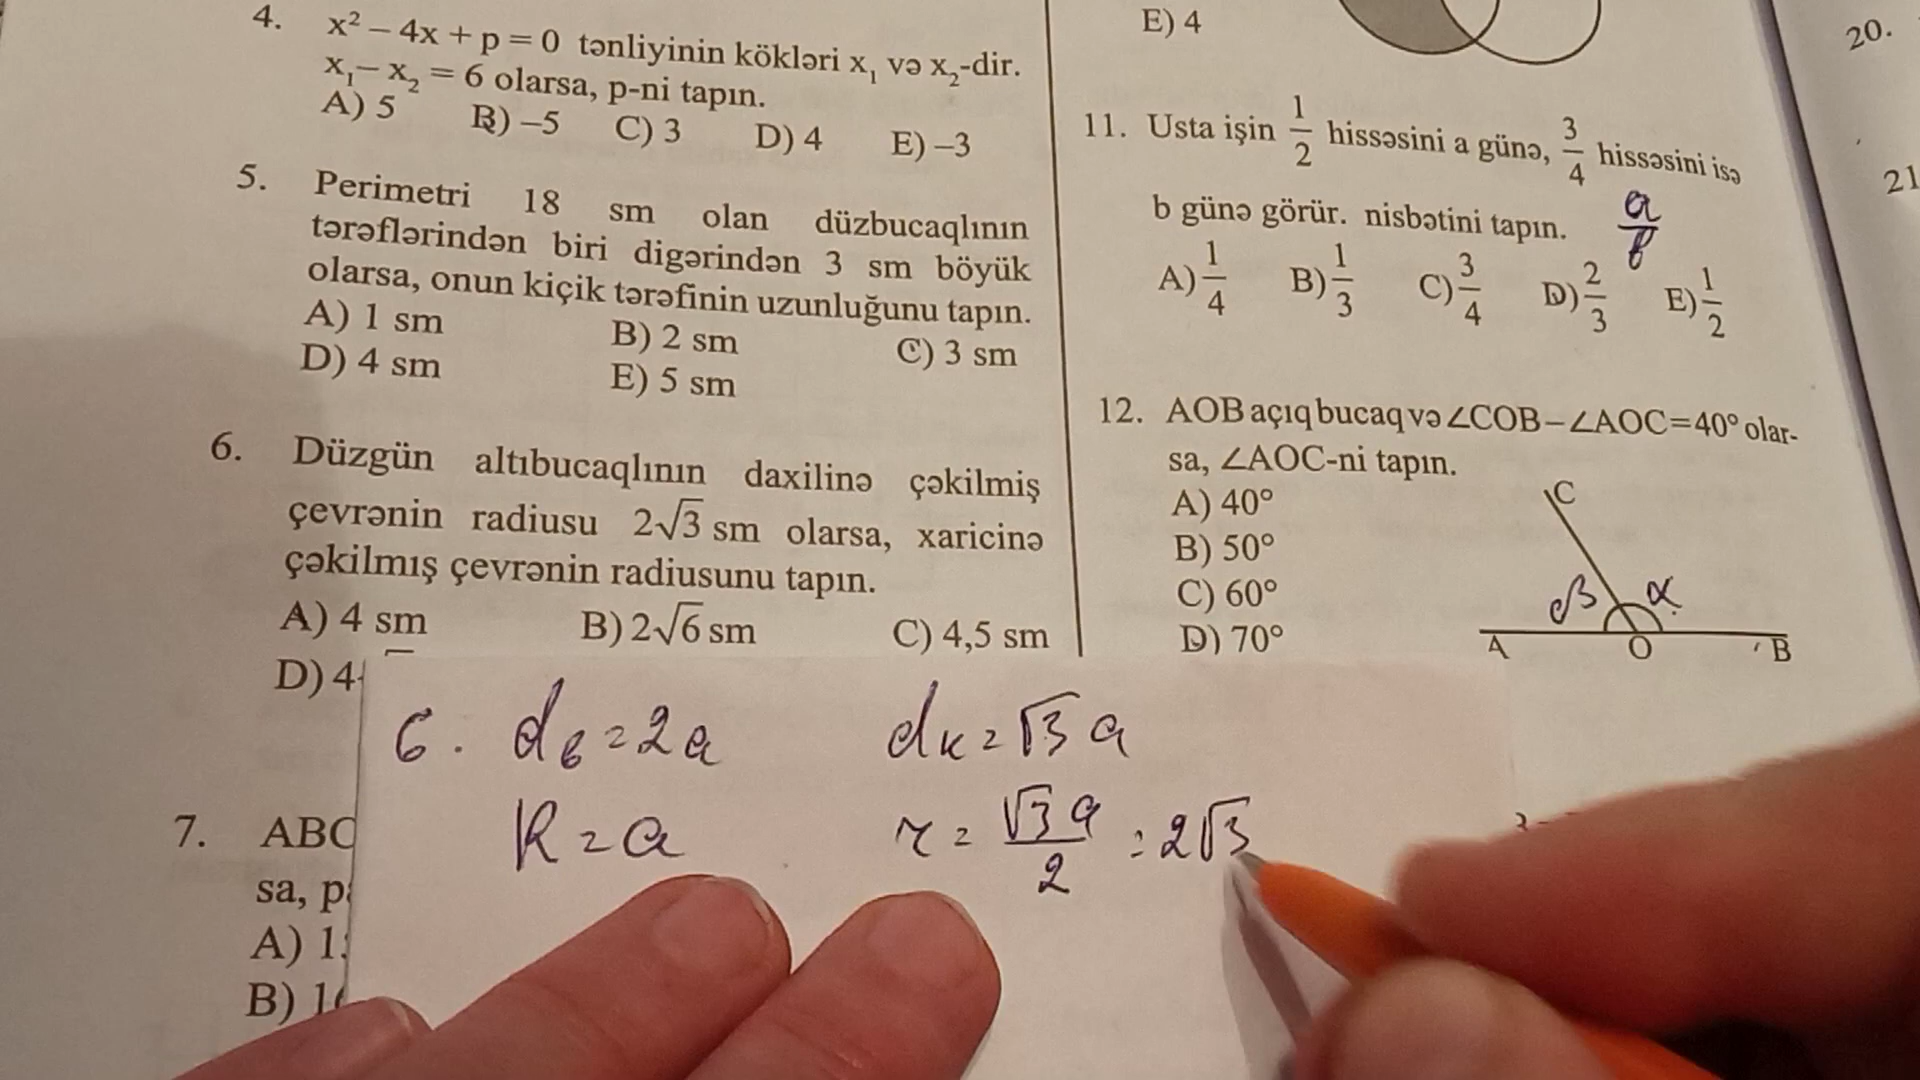 4. x² – 4x + p = 0 tənliyinin kökləri x₁ və x₂-dir.
x₁– x₂ = 6 olarsa, p-ni tapın.
A) 5 B) –5 C) 3 D) 4 E) –3
5. Perimetri 18 sm olan düzbucaqlının
tərəflərindən biri digərindən 3 sm böyük
olarsa, onun kiçik tərəfinin uzunluğunu tapın.
A) 1 sm B) 2 sm C) 3 sm
D) 4 sm E) 5 sm
6. Düzgün altıbucaqlının daxilinə çəkilmiş
çevrənin radiusu 2√3 sm olarsa, xaricinə
çəkilmış çevrənin radiusunu tapın.
A) 4 sm B) 2√6 sm C) 4,5 sm
D) 4
7. ABC
sa, p
A) 1
B) 1
E) 4
11. Usta işin 1/2 hissəsini a günə, 3/4 hissəsini isə
b günə görür. nisbətini tapın. a/b
A) 1/4 B) 1/3 C) 3/4 D) 2/3 E) 1/2
12. AOB açıq bucaq və ∠COB – ∠AOC=40° olar-
sa, ∠AOC-ni tapın.
A) 40°
B) 50°
C) 60°
D) 70°
C
β α
A O B
20.
21
6. d₆ = 2a dк = √3 a
R = a r = √3 a/2 = 2√3